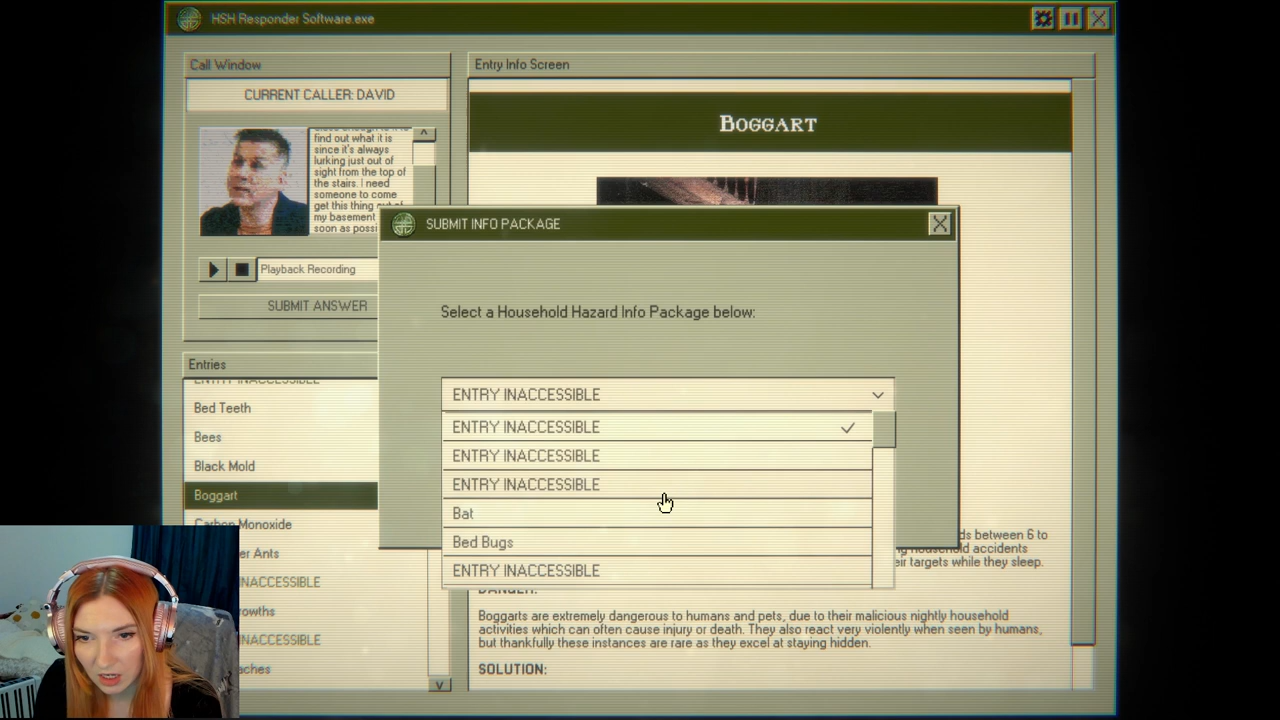 HSH Responder Software.exe
Call Window
CURRENT CALLER: DAVID
find out what it is
since it's always
lurking just out of
sight from the top of
the stairs. I need
someone to come
get this thing out of
my basement
soon as possi
Playback Recording
SUBMIT ANSWER
Entries
ENTRY INACCESSIBLE
Bed Teeth
Bees
Black Mold
Boggart
Carbon Monoxide
er Ants
INACCESSIBLE
owths
INACCESSIBLE
aches
Entry Info Screen
BOGGART
SUBMIT INFO PACKAGE
Select a Household Hazard Info Package below:
ENTRY INACCESSIBLE
ENTRY INACCESSIBLE
ENTRY INACCESSIBLE
ENTRY INACCESSIBLE
Bat
Bed Bugs
ENTRY INACCESSIBLE
ds between 6 to
household accidents
eir targets while they sleep.
DANGER:
Boggarts are extremely dangerous to humans and pets, due to their malicious nightly household
activities which can often cause injury or death. They also react very violently when seen by humans,
but thankfully these instances are rare as they excel at staying hidden.
SOLUTION: